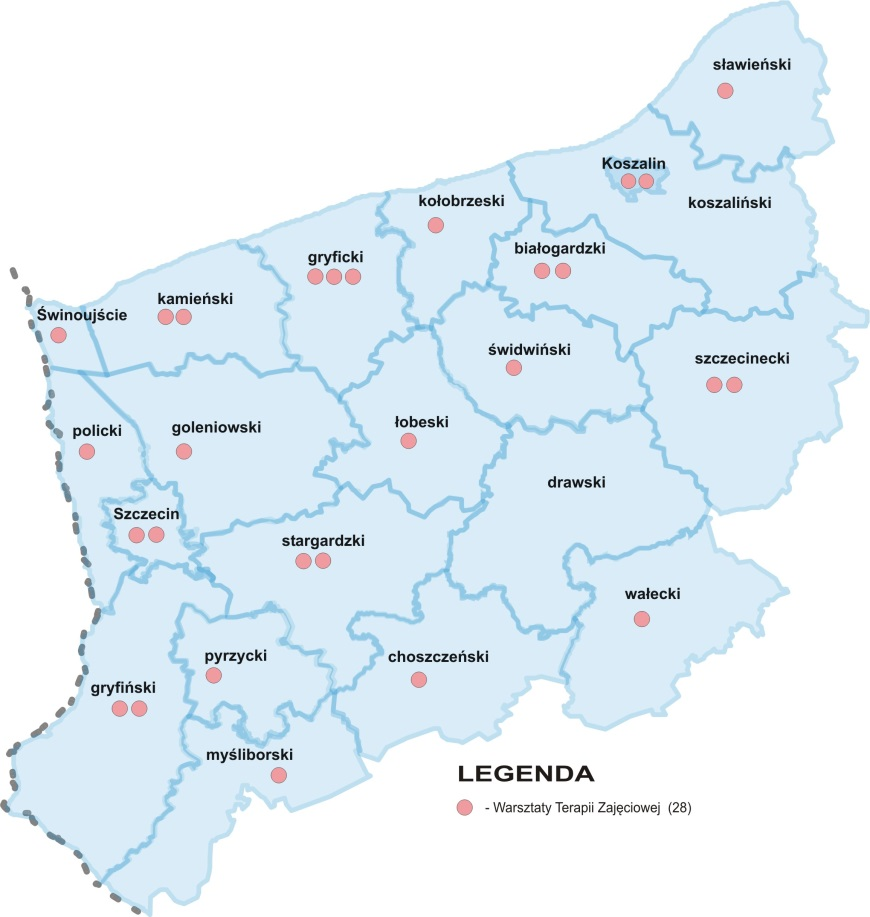 sławieński
Koszalin
koszaliński
kołobrzeski
białogardzki
gryficki
kamieński
Świnoujście
świdwiński
szczecinecki
policki
goleniowski
łobeski
drawski
Szczecin
stargardzki
wałecki
pyrzycki
choszczeński
gryfiński
myśliborski
LEGENDA
- Warsztaty Terapii Zajęciowej (28)